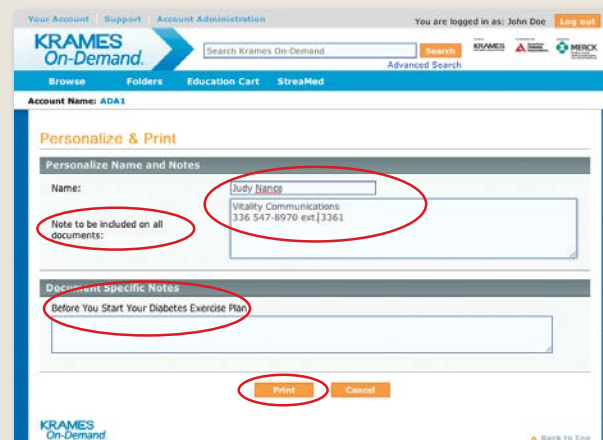 Your Account Support Account Administration
You are logged in as: John Doe Log out
KRAMES
On-Demand.
Search Krames On-Demand Search
Advanced Search
KRAMES
MERCK
Browse Folders Education Cart StreaMed
Account Name: ADA1
Personalize & Print
Personalize Name and Notes
Name: Judy Nance
Note to be included on all
documents:
Vitality Communications
336 547-8970 ext. 3361
Document Specific Notes
Before You Start Your Diabetes Exercise Plan
Print Cancel
KRAMES
On-Demand
Back to Top